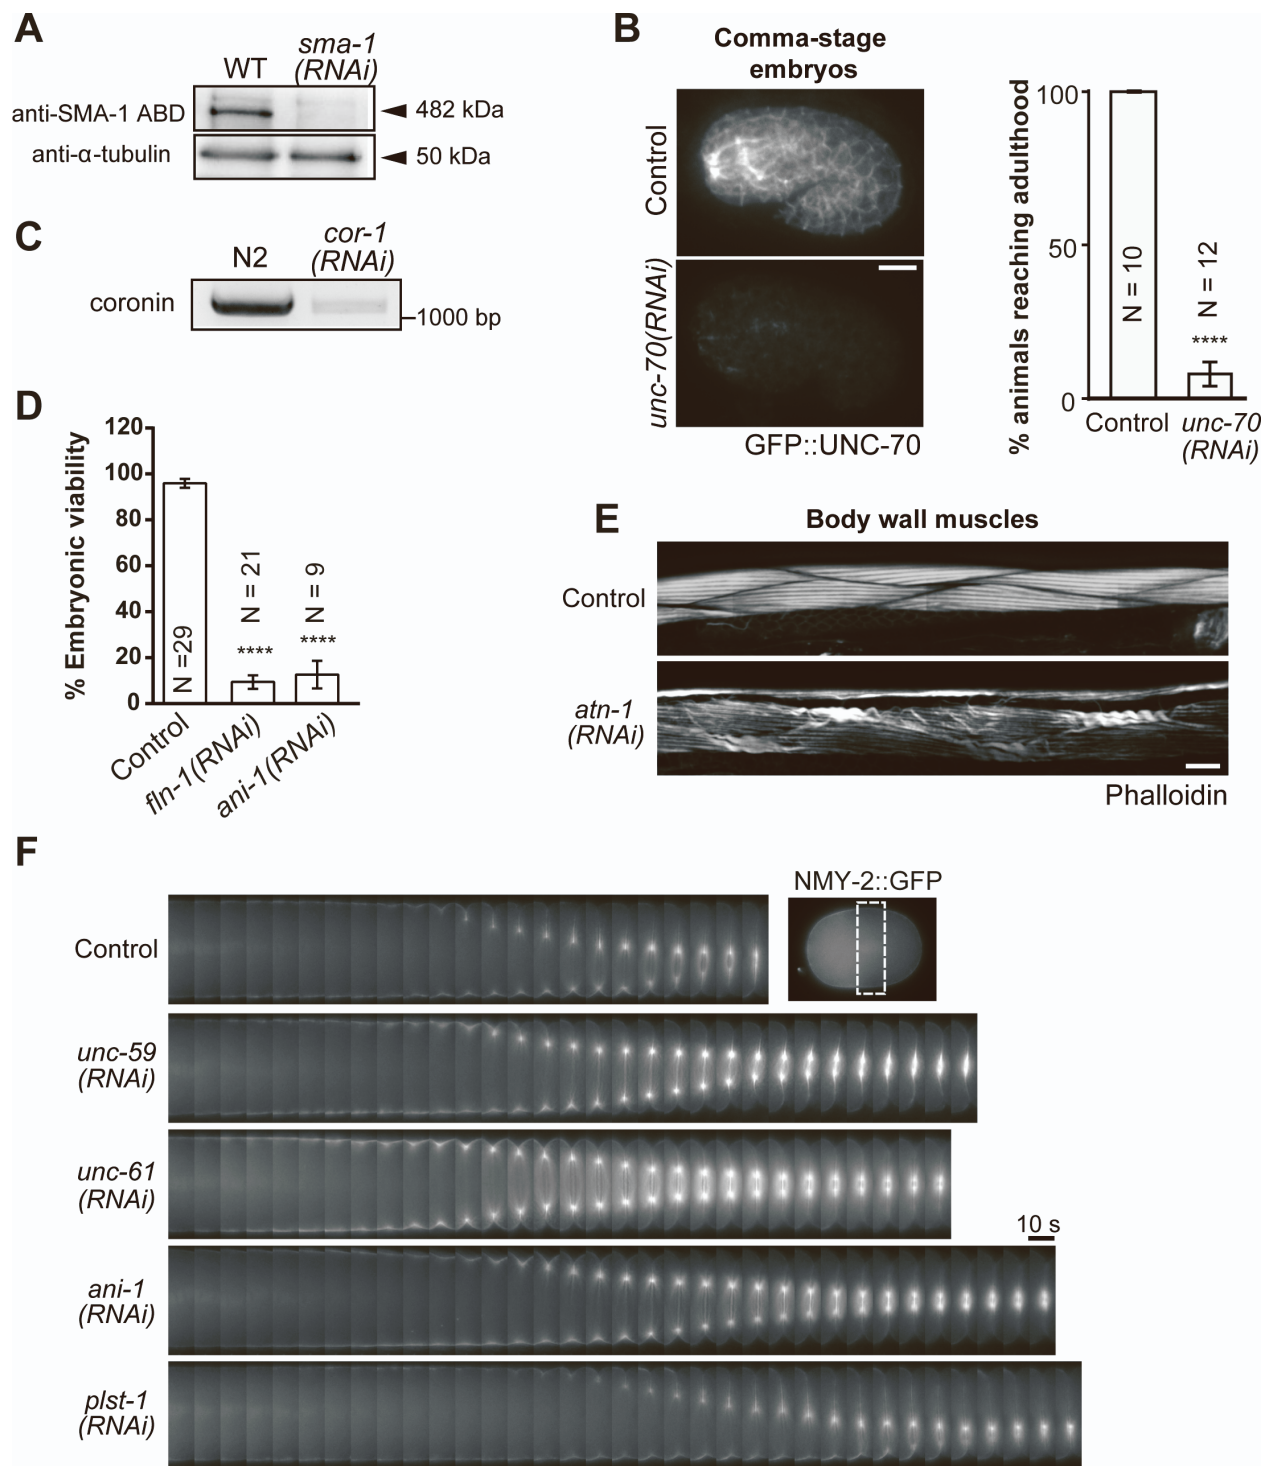 A
WT
sma-1
(RNAi)
anti-SMA-1 ABD
482 kDa
anti-α-tubulin
50 kDa
B
Comma-stage
embryos
Control
unc-70(RNAi)
GFP::UNC-70
% animals reaching adulthood
100
50
0
N = 10
N = 12
****
Control
unc-70
(RNAi)
C
N2
cor-1
(RNAi)
coronin
1000 bp
D
% Embryonic viability
120
100
80
60
40
20
0
N =29
N = 21
N = 9
****
****
Control
fln-1(RNAi)
ani-1(RNAi)
E
Body wall muscles
Control
atn-1
(RNAi)
Phalloidin
F
NMY-2::GFP
Control
unc-59
(RNAi)
unc-61
(RNAi)
10 s
ani-1
(RNAi)
plst-1
(RNAi)